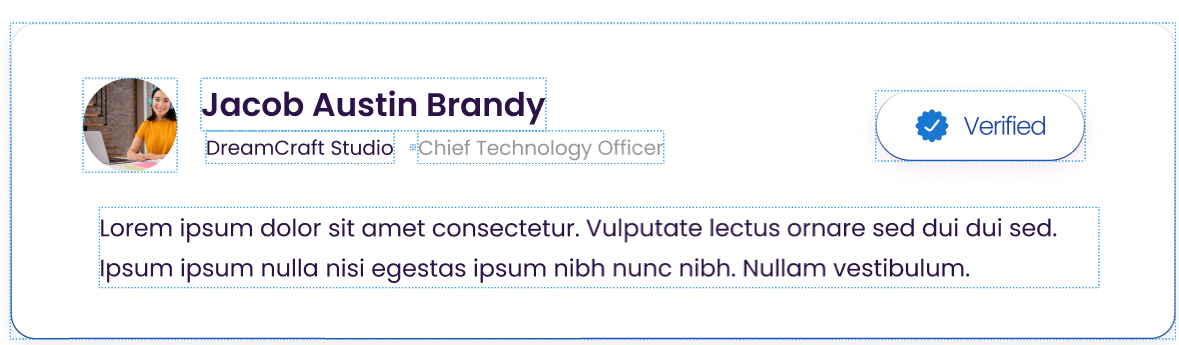 Jacob Austin Brandy
DreamCraft Studio Chief Technology Officer
Verified
Lorem ipsum dolor sit amet consectetur. Vulputate lectus ornare sed dui dui sed.
Ipsum ipsum nulla nisi egestas ipsum nibh nunc nibh. Nullam vestibulum.